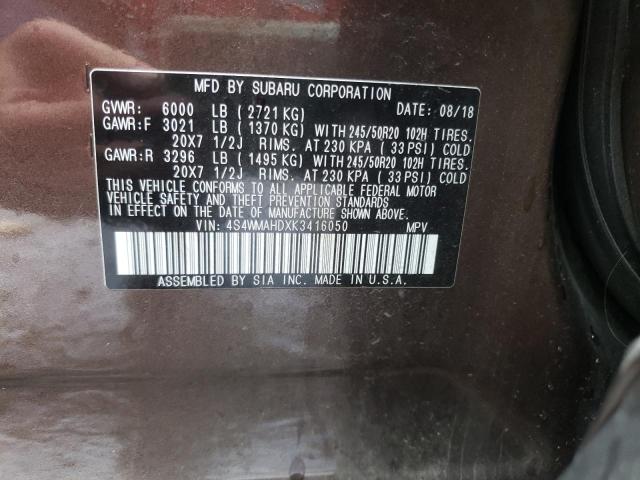 MFD BY SUBARU CORPORATION
GVWR: 6000 LB (2721 KG) DATE: 08/18
GAWR:F 3021 LB (1370 KG) WITH 245/50R20 102H TIRES.
20X7 1/2J RIMS. AT 230 KPA (33 PSI) COLD
GAWR:R 3296 LB (1495 KG) WITH 245/50R20 102H TIRES.
20X7 1/2J RIMS. AT 230 KPA (33 PSI) COLD
THIS VEHICLE CONFORMS TO ALL APPLICABLE FEDERAL MOTOR
VEHICLE SAFETY AND THEFT PREVENTION STANDARDS
IN EFFECT ON THE DATE OF MANUFACTURE SHOWN ABOVE.
VIN: 4S4WMAHDXK3416050 MPV
ASSEMBLED BY SIA INC. MADE IN U.S.A.